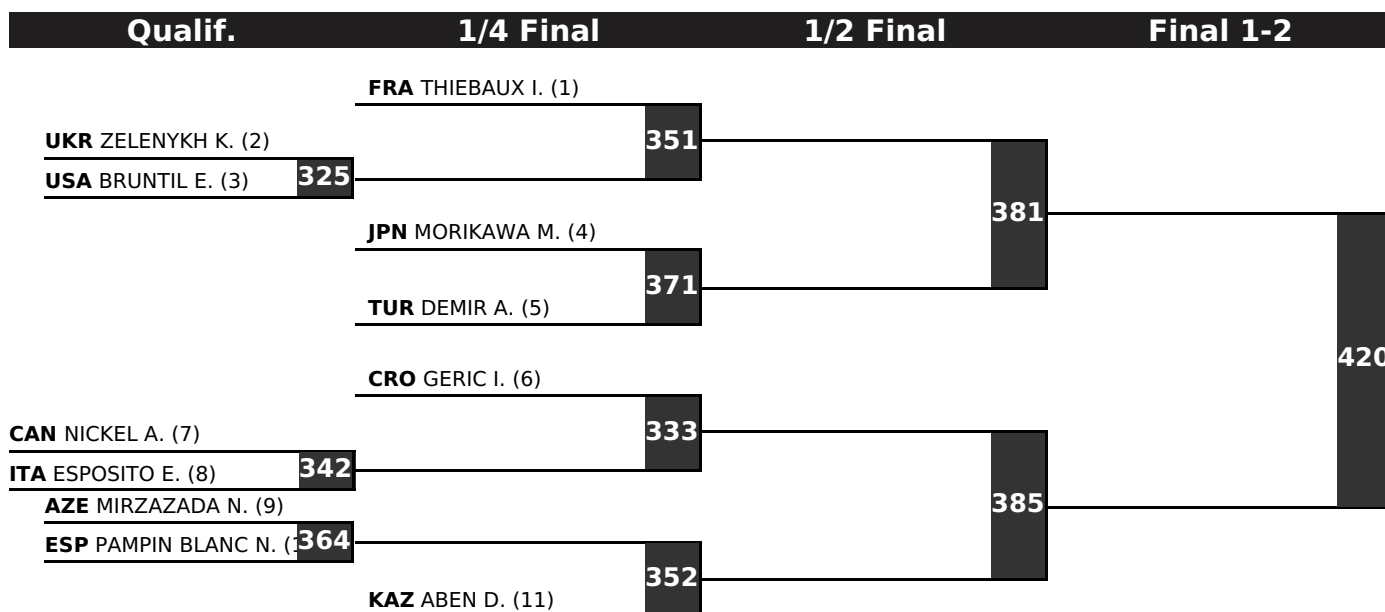 Qualif. 1/4 Final 1/2 Final Final 1-2
FRA THIEBAUX I. (1)
UKR ZELENYKH K. (2)
351
USA BRUNTIL E. (3) 325
381
JPN MORIKAWA M. (4)
371
TUR DEMIR A. (5)
420
CRO GERIC I. (6)
CAN NICKEL A. (7)
333
ITA ESPOSITO E. (8) 342
AZE MIRZAZADA N. (9)
385
ESP PAMPIN BLANC N. 364
352
KAZ ABEN D. (11)